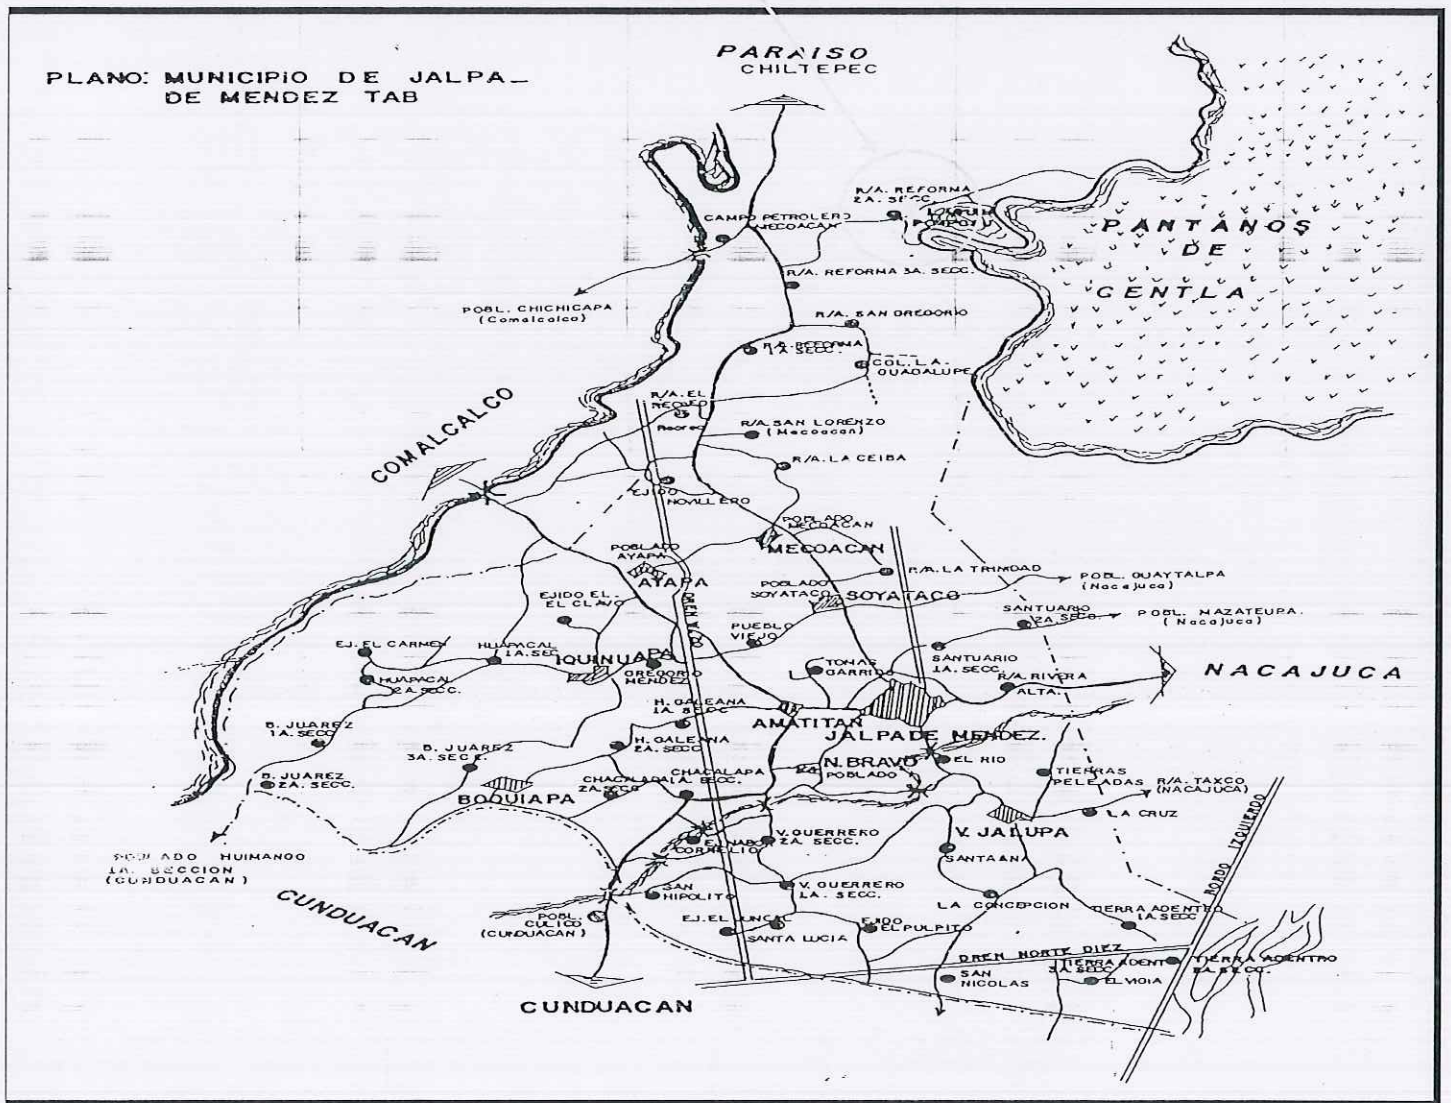 PARAISO
CHILTEPEC
PLANO: MUNICIPIO DE JALPA_
DE MENDEZ TAB
R/A. REFORMA
2A. SECC.
CAMPO PETROLERO
MECOACAN
PANTANOS
DE
CENTLA
R/A. REFORMA 3A. SECC.
POBL. CHICHICAPA
(Comalcalco)
R/A. SAN GREGORIO
R/A. REFORMA
1A. SECC.
COL. LA.
GUADALUPE
COMALCALCO
R/A. EL
RECREO
Recreo
R/A. SAN LORENZO
(Mecoacan)
R/A. LA CEIBA
EJIDO
NOVILLERO
POBLADO
MECOACAN
MECOACAN
POBLADO
AYAPA
AYAPA
R/A. LA TRINIDAD
POBL. GUAYTALPA
(Nacajuca)
POBLADO
SOYATACO
SOYATACO
EJIDO EL.
EL CLAVO
SANTUARIO
2A. SECC.
POBL. MAZATEUPA.
(Nacajuca)
PUEBLO
VIEJO
EJ. EL CARMEN
HUAPACAL
1A. SEC
IQUINUAPA
GREGORIO
MENDEZ
TOMAS
GARRIDO
SANTUARIO
1A. SECC.
NACAJUCA
HUAPACAL
2A. SECC.
R/A. RIVERA
ALTA.
H. GALEANA
1A. SECC
AMATITAN
JALPA DE MENDEZ.
B. JUAREZ
1A. SECC
H. GALEANA
2A. SECC
B. JUAREZ
3A. SECC.
N. BRAVO
POBLADO
EL RIO
B. JUAREZ
2A. SECC.
CHACALAPA
2A. SECC
CHACALAPA
1A. SECC.
TIERRAS
PELEADAS
R/A. TAXCO
(NACAJUCA)
BOQUIAPA
LA CRUZ
V. JALUPA
V. GUERRERO
2A. SECC.
CORNELIO
SANTA ANA
BORDO IZQUIERDO
POBLADO HUIMANGO
1A. SECCION
(CUNDUACAN)
CUNDUACAN
SAN
HIPOLITO
V. GUERRERO
1A. SECC.
LA CONCEPCION
TIERRA ADENTRO
1A. SECC
POBL.
CULICO
(CUNDUACAN)
EJ. EL JUNCAL
SANTA LUCIA
EJIDO
EL PULPITO
DREN NORTE DIEZ
TIERRA ADENT
3A. SECC
TIERRA ADENTRO
2A. SECC.
SAN
NICOLAS
CUNDUACAN